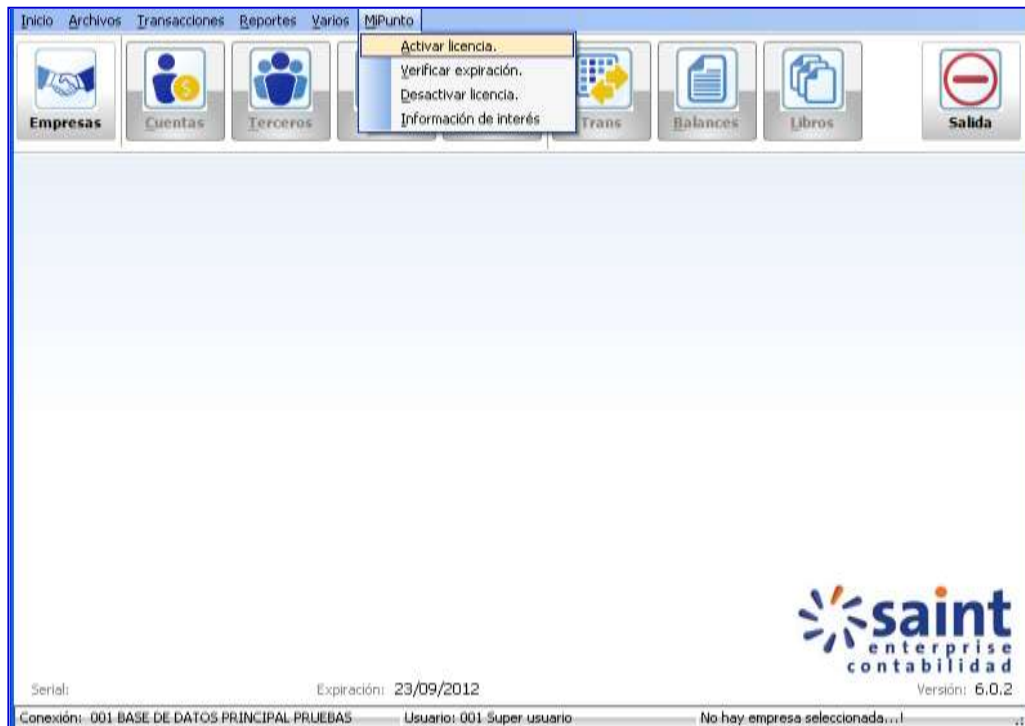 Inicio Archivos Transacciones Reportes Varios MiPunto
Activar licencia.
Verificar expiración.
Desactivar licencia.
Información de interés
Empresas Cuentas Terceros Trans Balances Libros Salida
saint
enterprise
contabilidad
Serial: Expiración: 23/09/2012 Versión: 6.0.2
Conexión: 001 BASE DE DATOS PRINCIPAL PRUEBAS Usuario: 001 Super usuario No hay empresa seleccionada...!